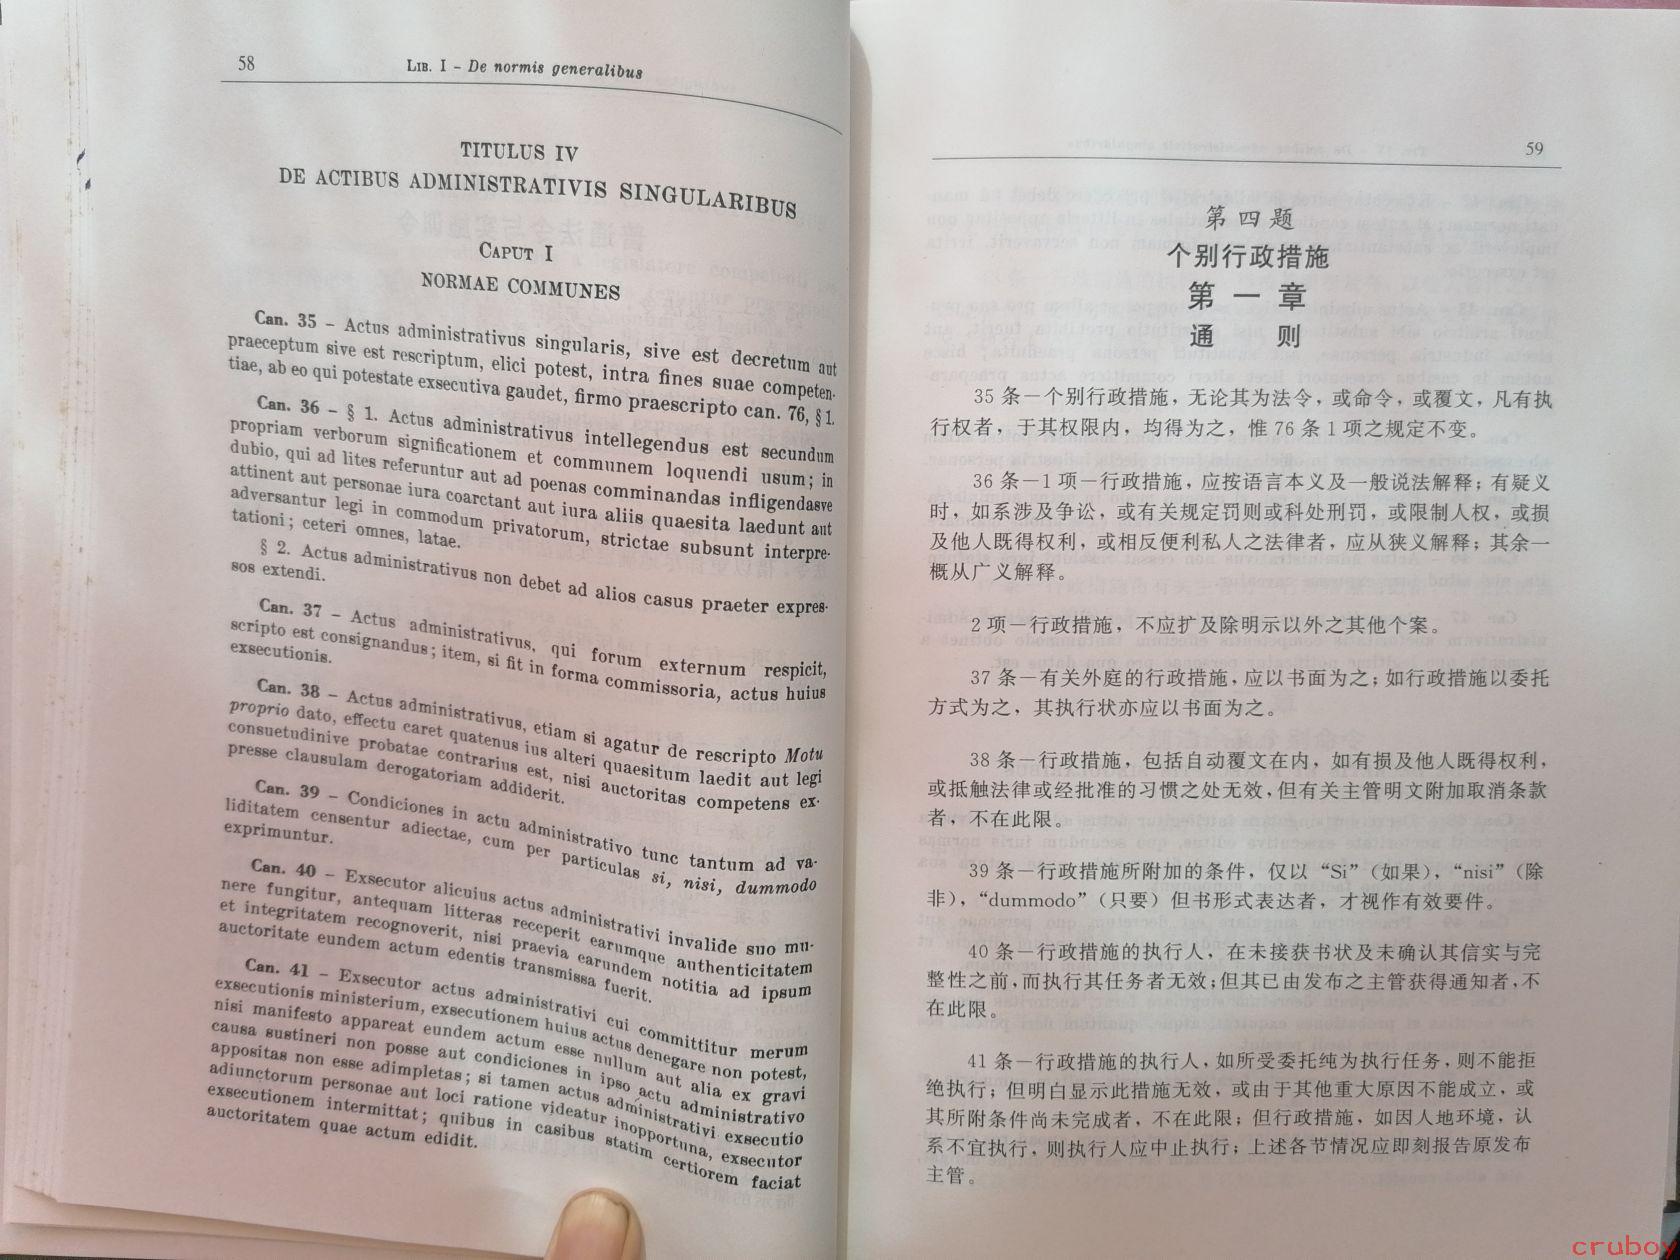 58
LIB. I – De normis generalibus
TITULUS IV
DE ACTIBUS ADMINISTRATIVIS SINGULARIBUS
CAPUT I
NORMAE COMMUNES
Can. 35 – Actus administrativus singularis, sive est decretum aut
praeceptum sive est rescriptum, elici potest, intra fines suae competen-
tiae, ab eo qui potestate exsecutiva gaudet, firmo praescripto can. 76, § 1.
Can. 36 – § 1. Actus administrativus intellegendus est secundum
propriam verborum significationem et communem loquendi usum; in
dubio, qui ad lites referuntur aut ad poenas comminandas infligendasve
attinent aut personae iura coarctant aut iura aliis quaesita laedunt aut
adversantur legi in commodum privatorum, strictae subsunt interpre-
tationi; ceteri omnes, latae.
§ 2. Actus administrativus non debet ad alios casus praeter expres-
sos extendi.
Can. 37 – Actus administrativus, qui forum externum respicit,
scripto est consignandus; item, si fit in forma commissoria, actus huius
exsecutionis.
Can. 38 – Actus administrativus, etiam si agatur de rescripto Motu
proprio dato, effectu caret quatenus ius alteri quaesitum laedit aut legi
consuetudinive probatae contrarius est, nisi auctoritas competens ex-
presse clausulam derogatoriam addiderit.
Can. 39 – Condiciones in actu administrativo tunc tantum ad va-
liditatem censentur adiectae, cum per particulas si, nisi, dummodo
exprimuntur.
Can. 40 – Exsecutor alicuius actus administrativi invalide suo mu-
nere fungitur, antequam litteras receperit earumque authenticitatem
et integritatem recognoverit, nisi praevia earundem notitia ad ipsum
auctoritate eundem actum edentis transmissa fuerit.
Can. 41 – Exsecutor actus administrativi cui committitur merum
exsecutionis ministerium, exsecutionem huius actus denegare non potest,
nisi manifesto appareat eundem actum esse nullum aut alia ex gravi
causa sustineri non posse aut condiciones in ipso actu administrativo
appositas non esse adimpletas; si tamen actus administrativi exsecutio
adiunctorum personae aut loci ratione videatur inopportuna, exsecutor
exsecutionem intermittat; quibus in casibus statim certiorem faciat
auctoritatem quae actum edidit.
59
第四题
个别行政措施
第一章
通 则
35 条－个别行政措施，无论其为法令，或命令，或覆文，凡有执
行权者，于其权限内，均得为之，惟 76 条 1 项之规定不变。
36 条－1 项－行政措施，应按语言本义及一般说法解释；有疑义
时，如系涉及争讼，或有关规定罚则或科处刑罚，或限制人权，或损
及他人既得权利，或相反便利私人之法律者，应从狭义解释；其余一
概从广义解释。
2 项－行政措施，不应扩及除明示以外之其他个案。
37 条－有关外庭的行政措施，应以书面为之；如行政措施以委托
方式为之，其执行状亦应以书面为之。
38 条－行政措施，包括自动覆文在内，如有损及他人既得权利，
或抵触法律或经批准的习惯之处无效，但有关主管明文附加取消条款
者，不在此限。
39 条－行政措施所附加的条件，仅以“Si”（如果），“nisi”（除
非），“dummodo”（只要）但书形式表达者，才视作有效要件。
40 条－行政措施的执行人，在未接获书状及未确认其信实与完
整性之前，而执行其任务者无效；但其已由发布之主管获得通知者，不
在此限。
41 条－行政措施的执行人，如所受委托纯为执行任务，则不能拒
绝执行；但明白显示此措施无效，或由于其他重大原因不能成立，或
其所附条件尚未完成者，不在此限；但行政措施，如因人地环境，认
系不宜执行，则执行人应中止执行；上述各节情况应即刻报告原发布
主管。
cruboy